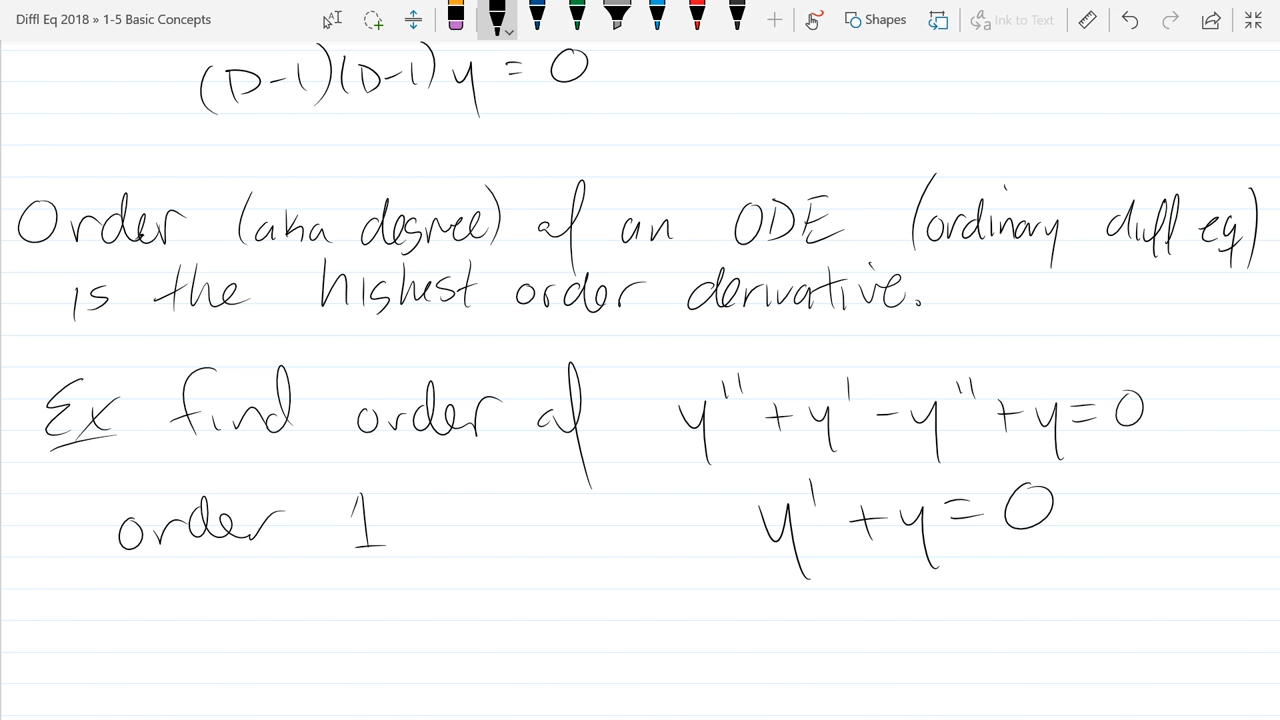 Diffl Eq 2018 » 1-5 Basic Concepts
Shapes
Ink to Text
(D-1)(D-1)y = 0
Order (aka degree) of an ODE (ordinary diff eq)
is the highest order derivative.
Ex find order of y'' + y' - y'' + y = 0
order 1 y' + y = 0